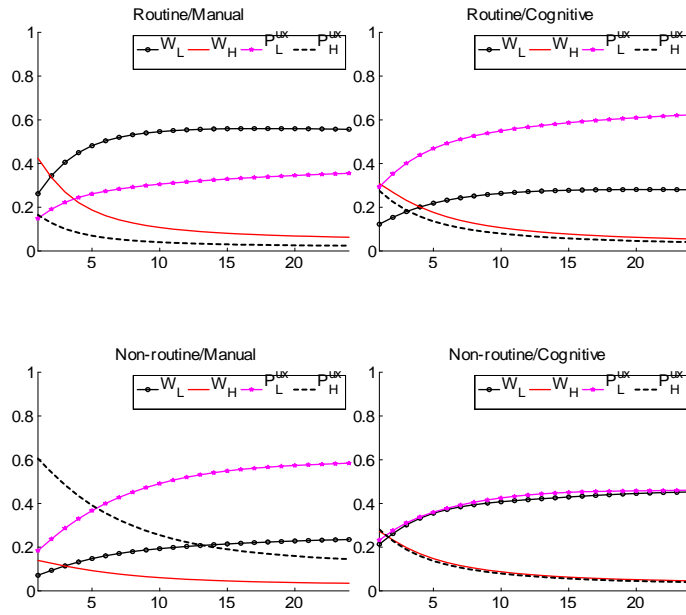 Routine/Manual
W_L W_H P_L^ux P_H^ux
1
0.8
0.6
0.4
0.2
0
5 10 15 20
Routine/Cognitive
W_L W_H P_L^ux P_H^ux
1
0.8
0.6
0.4
0.2
0
5 10 15 20
Non-routine/Manual
W_L W_H P_L^ux P_H^ux
1
0.8
0.6
0.4
0.2
0
5 10 15 20
Non-routine/Cognitive
W_L W_H P_L^ux P_H^ux
1
0.8
0.6
0.4
0.2
0
5 10 15 20